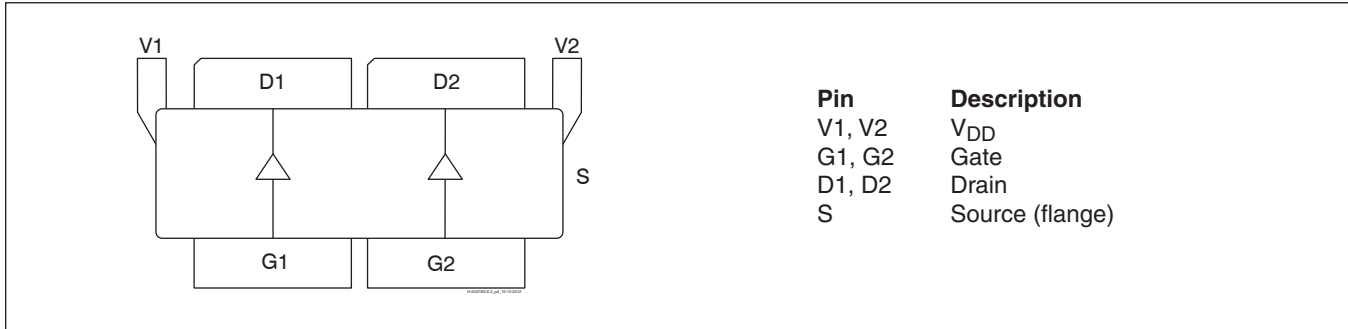 V1
V2
D1
D2
S
G1
G2
Pin Description
V1, V2 VDD
G1, G2 Gate
D1, D2 Drain
S Source (flange)